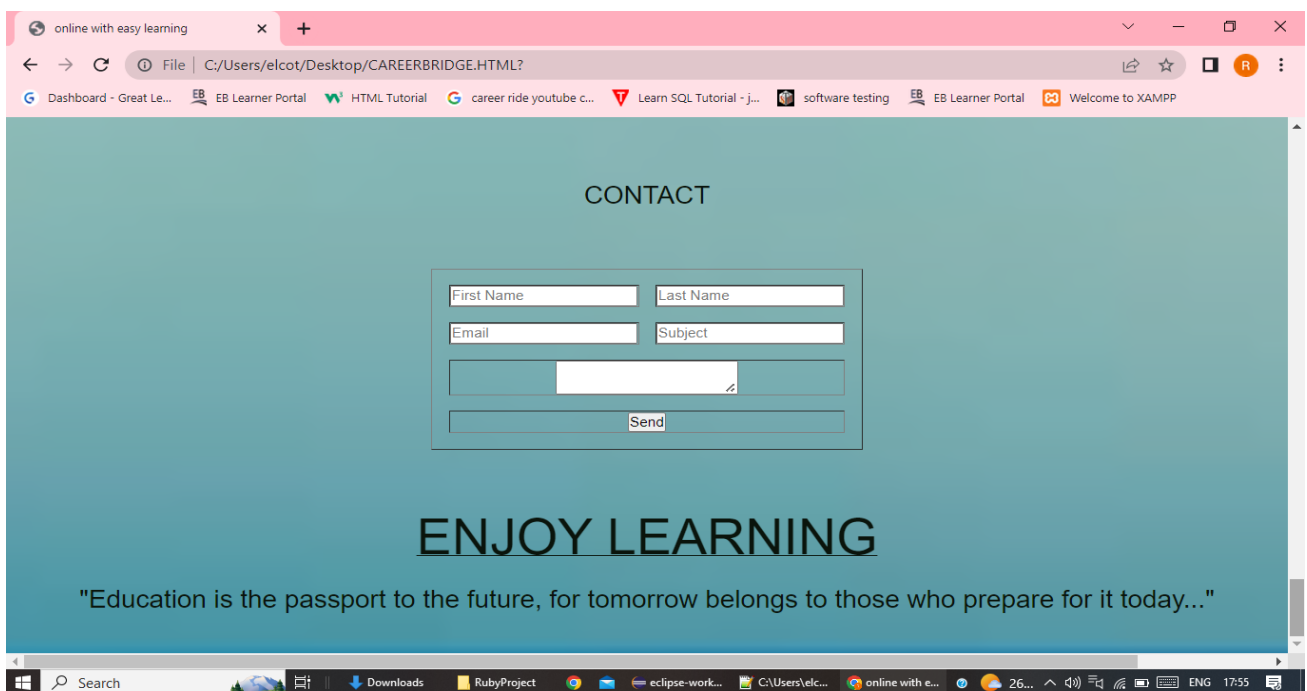 online with easy learning
File C:/Users/elcot/Desktop/CAREERBRIDGE.HTML? R
G Dashboard - Great Le... EB EB Learner Portal HTML Tutorial G career ride youtube c... T Learn SQL Tutorial - j... software testing EB EB Learner Portal Welcome to XAMPP
CONTACT
First Name Last Name
Email Subject
Send
ENJOY LEARNING
"Education is the passport to the future, for tomorrow belongs to those who prepare for it today..."
Search Downloads RubyProject eclipse-work... C:\Users\elc... online with e... 26... ENG 17:55